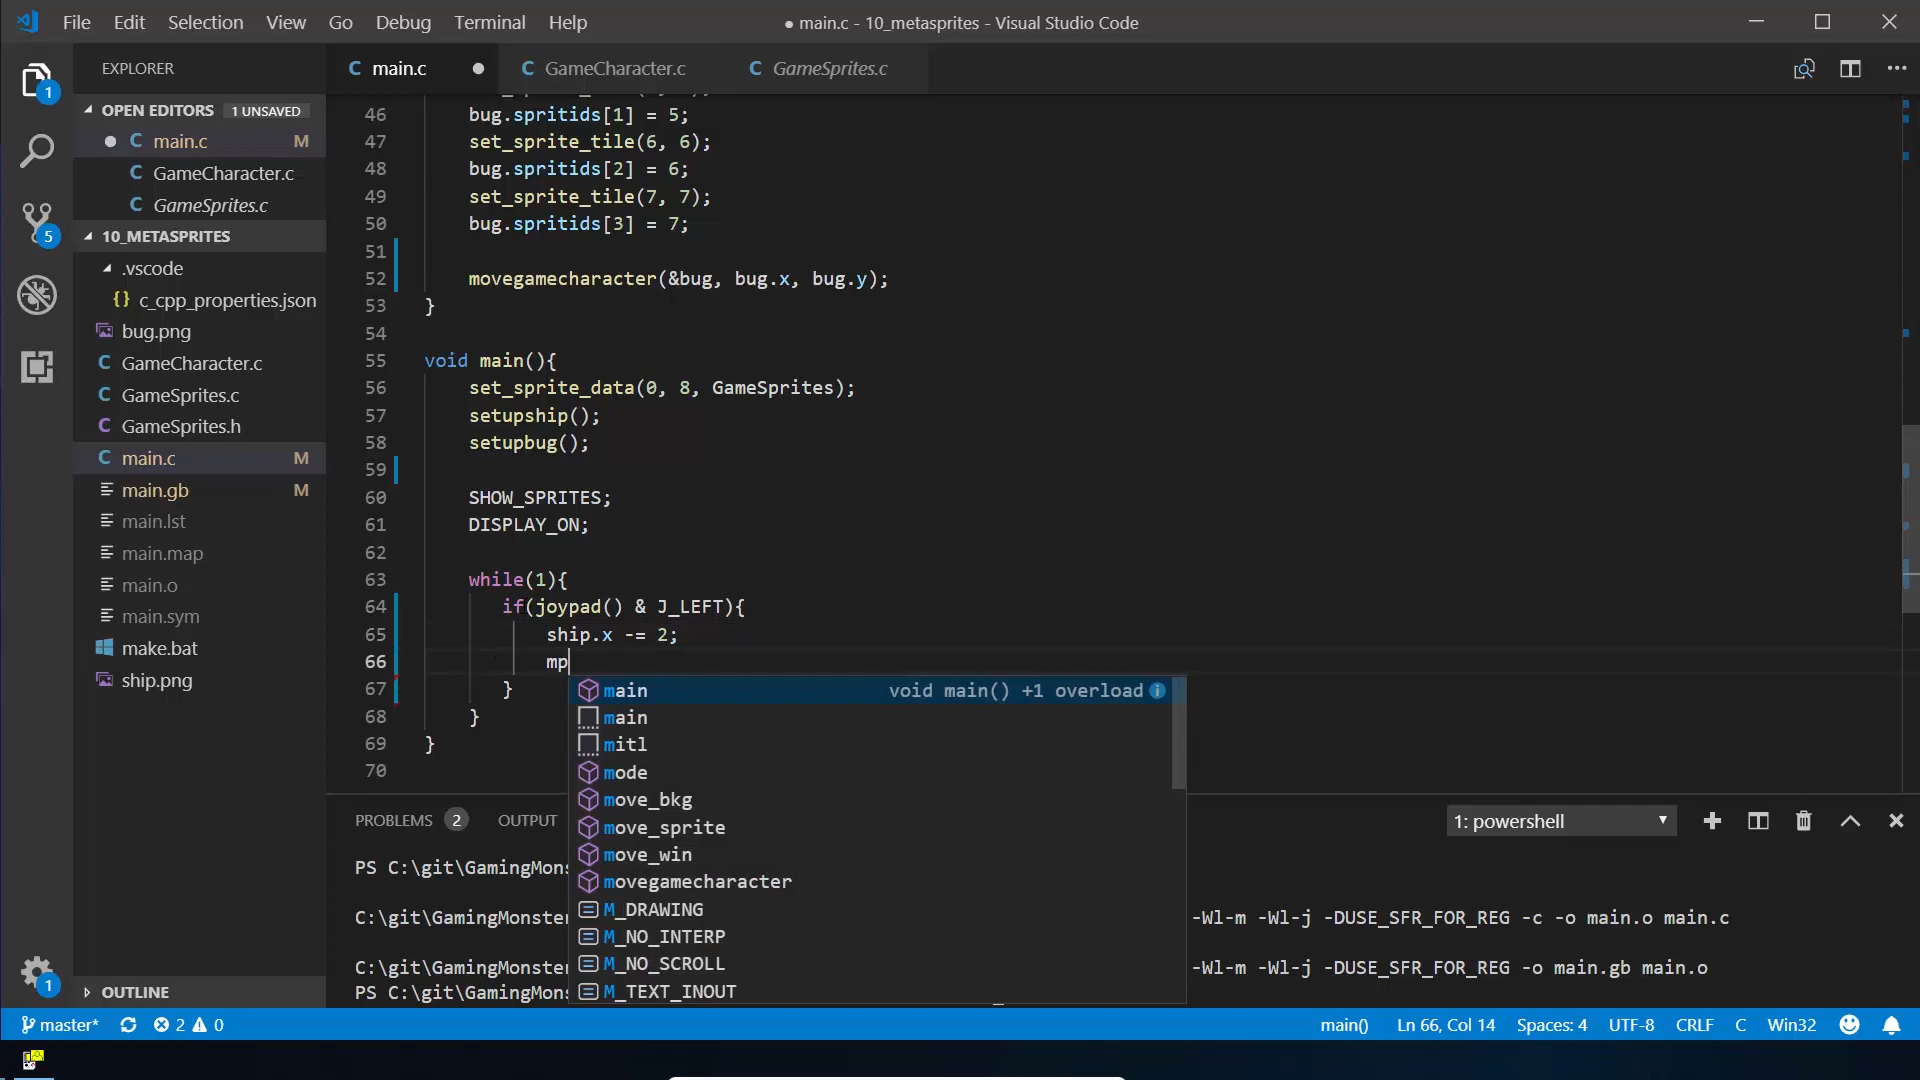 File Edit Selection View Go Debug Terminal Help
● main.c - 10_metasprites - Visual Studio Code
EXPLORER
OPEN EDITORS 1 UNSAVED
C main.c M
C GameCharacter.c
C GameSprites.c
10_METASPRITES
.vscode
{} c_cpp_properties.json
bug.png
C GameCharacter.c
C GameSprites.c
C GameSprites.h
C main.c M
main.gb M
main.lst
main.map
main.o
main.sym
make.bat
ship.png
OUTLINE
1
5
1
C main.c C GameCharacter.c C GameSprites.c
46 bug.spritids[1] = 5;
47 set_sprite_tile(6, 6);
48 bug.spritids[2] = 6;
49 set_sprite_tile(7, 7);
50 bug.spritids[3] = 7;
51
52 movegamecharacter(&bug, bug.x, bug.y);
53 }
54
55 void main(){
56 set_sprite_data(0, 8, GameSprites);
57 setupship();
58 setupbug();
59
60 SHOW_SPRITES;
61 DISPLAY_ON;
62
63 while(1){
64 if(joypad() & J_LEFT){
65 ship.x -= 2;
66 mp
67 }
68 }
69 }
70
main void main() +1 overload
main
mitl
mode
move_bkg
move_sprite
move_win
movegamecharacter
M_DRAWING
M_NO_INTERP
M_NO_SCROLL
M_TEXT_INOUT
PROBLEMS 2 OUTPUT 1: powershell
PS C:\git\GamingMons
C:\git\GamingMonster -Wl-m -Wl-j -DUSE_SFR_FOR_REG -c -o main.o main.c
C:\git\GamingMonster -Wl-m -Wl-j -DUSE_SFR_FOR_REG -o main.gb main.o
PS C:\git\GamingMons
master* 2 0 main() Ln 66, Col 14 Spaces: 4 UTF-8 CRLF C Win32